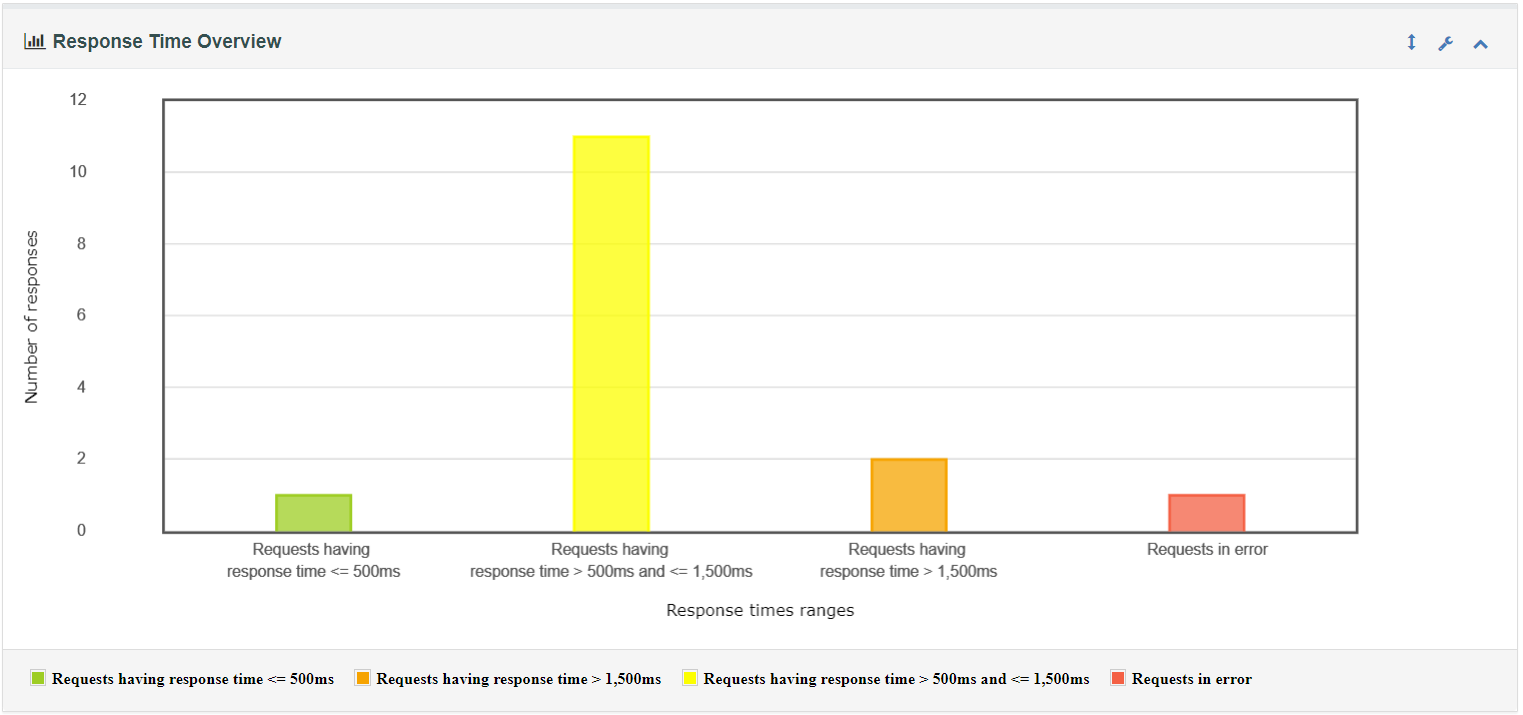 Response Time Overview
12
10
8
6
4
2
0
Number of responses
Requests having
response time <= 500ms
Requests having
response time > 500ms and <= 1,500ms
Requests having
response time > 1,500ms
Requests in error
Response times ranges
Requests having response time <= 500ms
Requests having response time > 1,500ms
Requests having response time > 500ms and <= 1,500ms
Requests in error